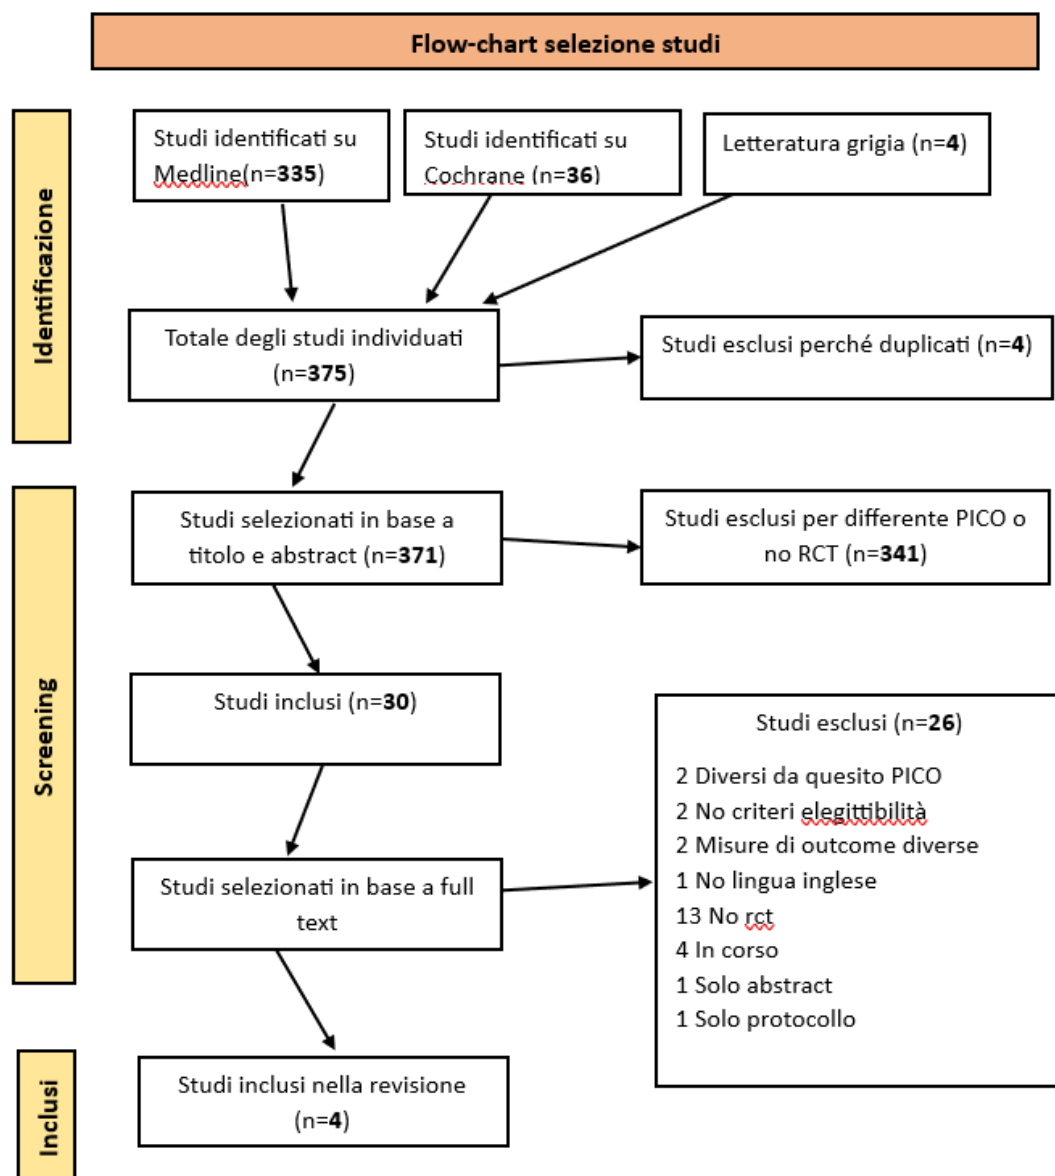 Flow-chart selezione studi
Identificazione
Studi identificati su
Medline(n=335)
Studi identificati su
Cochrane (n=36)
Letteratura grigia (n=4)
Totale degli studi individuati
(n=375)
Studi esclusi perché duplicati (n=4)
Screening
Studi selezionati in base a
titolo e abstract (n=371)
Studi esclusi per differente PICO o
no RCT (n=341)
Studi inclusi (n=30)
Studi selezionati in base a full
text
Studi esclusi (n=26)
2 Diversi da quesito PICO
2 No criteri elegittibilità
2 Misure di outcome diverse
1 No lingua inglese
13 No rct
4 In corso
1 Solo abstract
1 Solo protocollo
Inclusi
Studi inclusi nella revisione
(n=4)